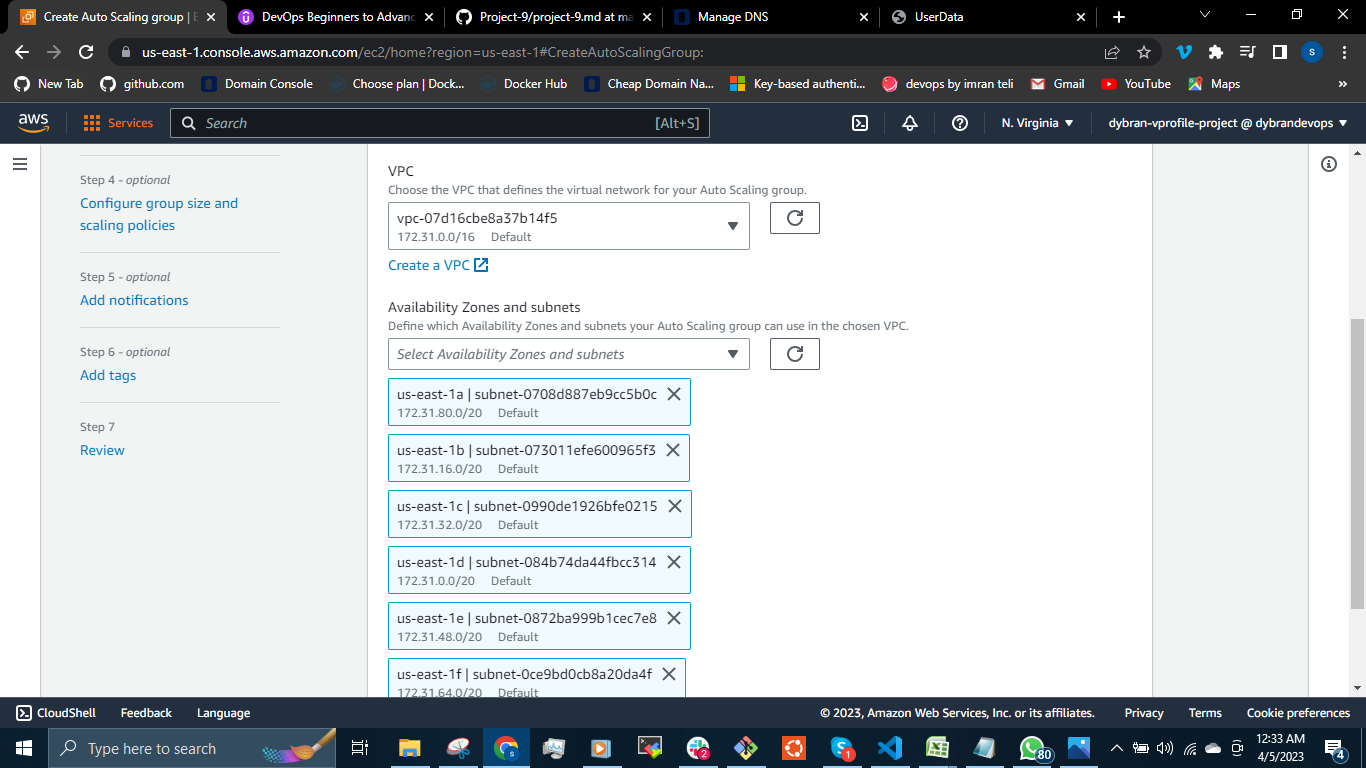 Create Auto Scaling group | E
DevOps Beginners to Advanc
Project-9/project-9.md at ma
Manage DNS
UserData
us-east-1.console.aws.amazon.com/ec2/home?region=us-east-1#CreateAutoScalingGroup:
S
New Tab
github.com
Domain Console
Choose plan | Dock...
Docker Hub
Cheap Domain Na...
Key-based authenti...
devops by imran teli
Gmail
YouTube
Maps
»
aws
Services
Search
[Alt+S]
N. Virginia
dybran-vprofile-project @ dybrandevops
Step 4 - optional
Configure group size and
scaling policies
Step 5 - optional
Add notifications
Step 6 - optional
Add tags
Step 7
Review
VPC
Choose the VPC that defines the virtual network for your Auto Scaling group.
vpc-07d16cbe8a37b14f5
172.31.0.0/16 Default
Create a VPC
Availability Zones and subnets
Define which Availability Zones and subnets your Auto Scaling group can use in the chosen VPC.
Select Availability Zones and subnets
us-east-1a | subnet-0708d887eb9cc5b0c
172.31.80.0/20 Default
us-east-1b | subnet-073011efe600965f3
172.31.16.0/20 Default
us-east-1c | subnet-0990de1926bfe0215
172.31.32.0/20 Default
us-east-1d | subnet-084b74da44fbcc314
172.31.0.0/20 Default
us-east-1e | subnet-0872ba999b1cec7e8
172.31.48.0/20 Default
us-east-1f | subnet-0ce9bd0cb8a20da4f
172.31.64.0/20 Default
CloudShell
Feedback
Language
© 2023, Amazon Web Services, Inc. or its affiliates.
Privacy
Terms
Cookie preferences
Type here to search
S
2
1
80
12:33 AM
4/5/2023
4